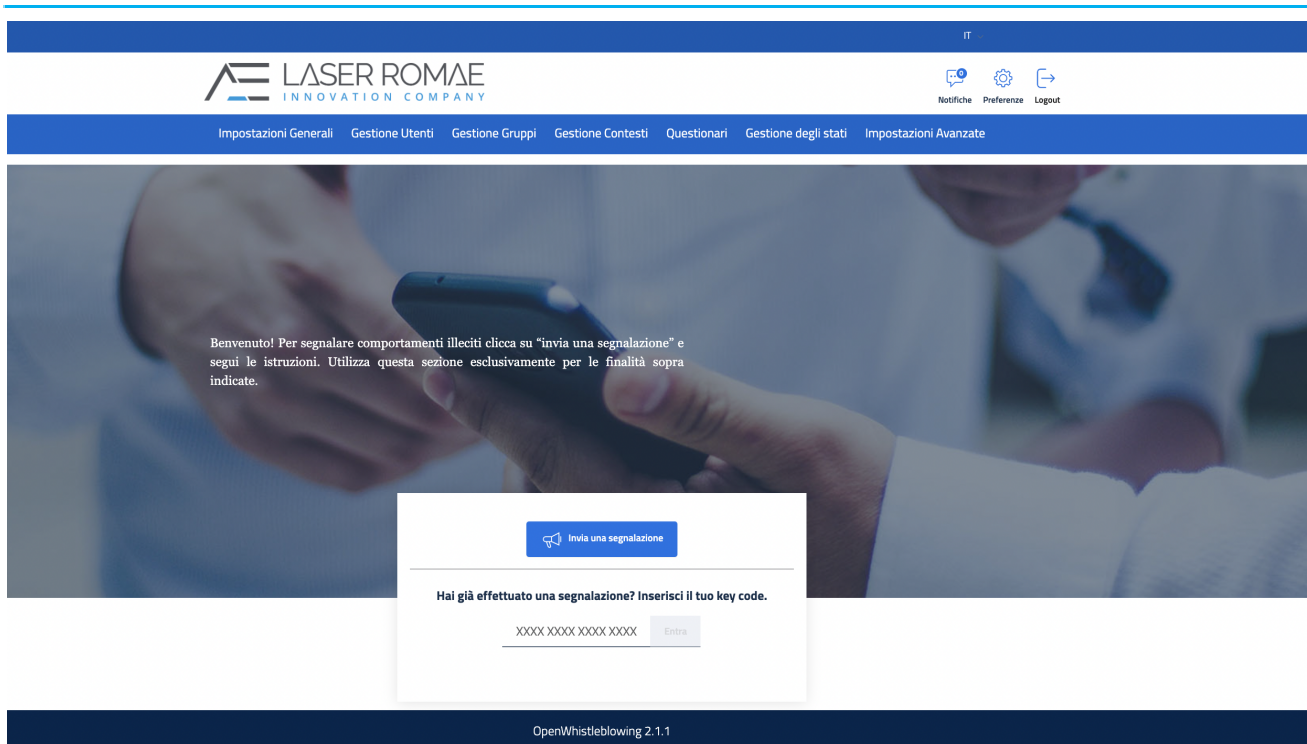 IT
LASER ROMAE
INNOVATION COMPANY
0
Notifiche Preferenze Logout
Impostazioni Generali Gestione Utenti Gestione Gruppi Gestione Contesti Questionari Gestione degli stati Impostazioni Avanzate
Benvenuto! Per segnalare comportamenti illeciti clicca su “invia una segnalazione” e
segui le istruzioni. Utilizza questa sezione esclusivamente per le finalità sopra
indicate.
Invia una segnalazione
Hai già effettuato una segnalazione? Inserisci il tuo key code.
XXXX XXXX XXXX XXXX Entra
OpenWhistleblowing 2.1.1